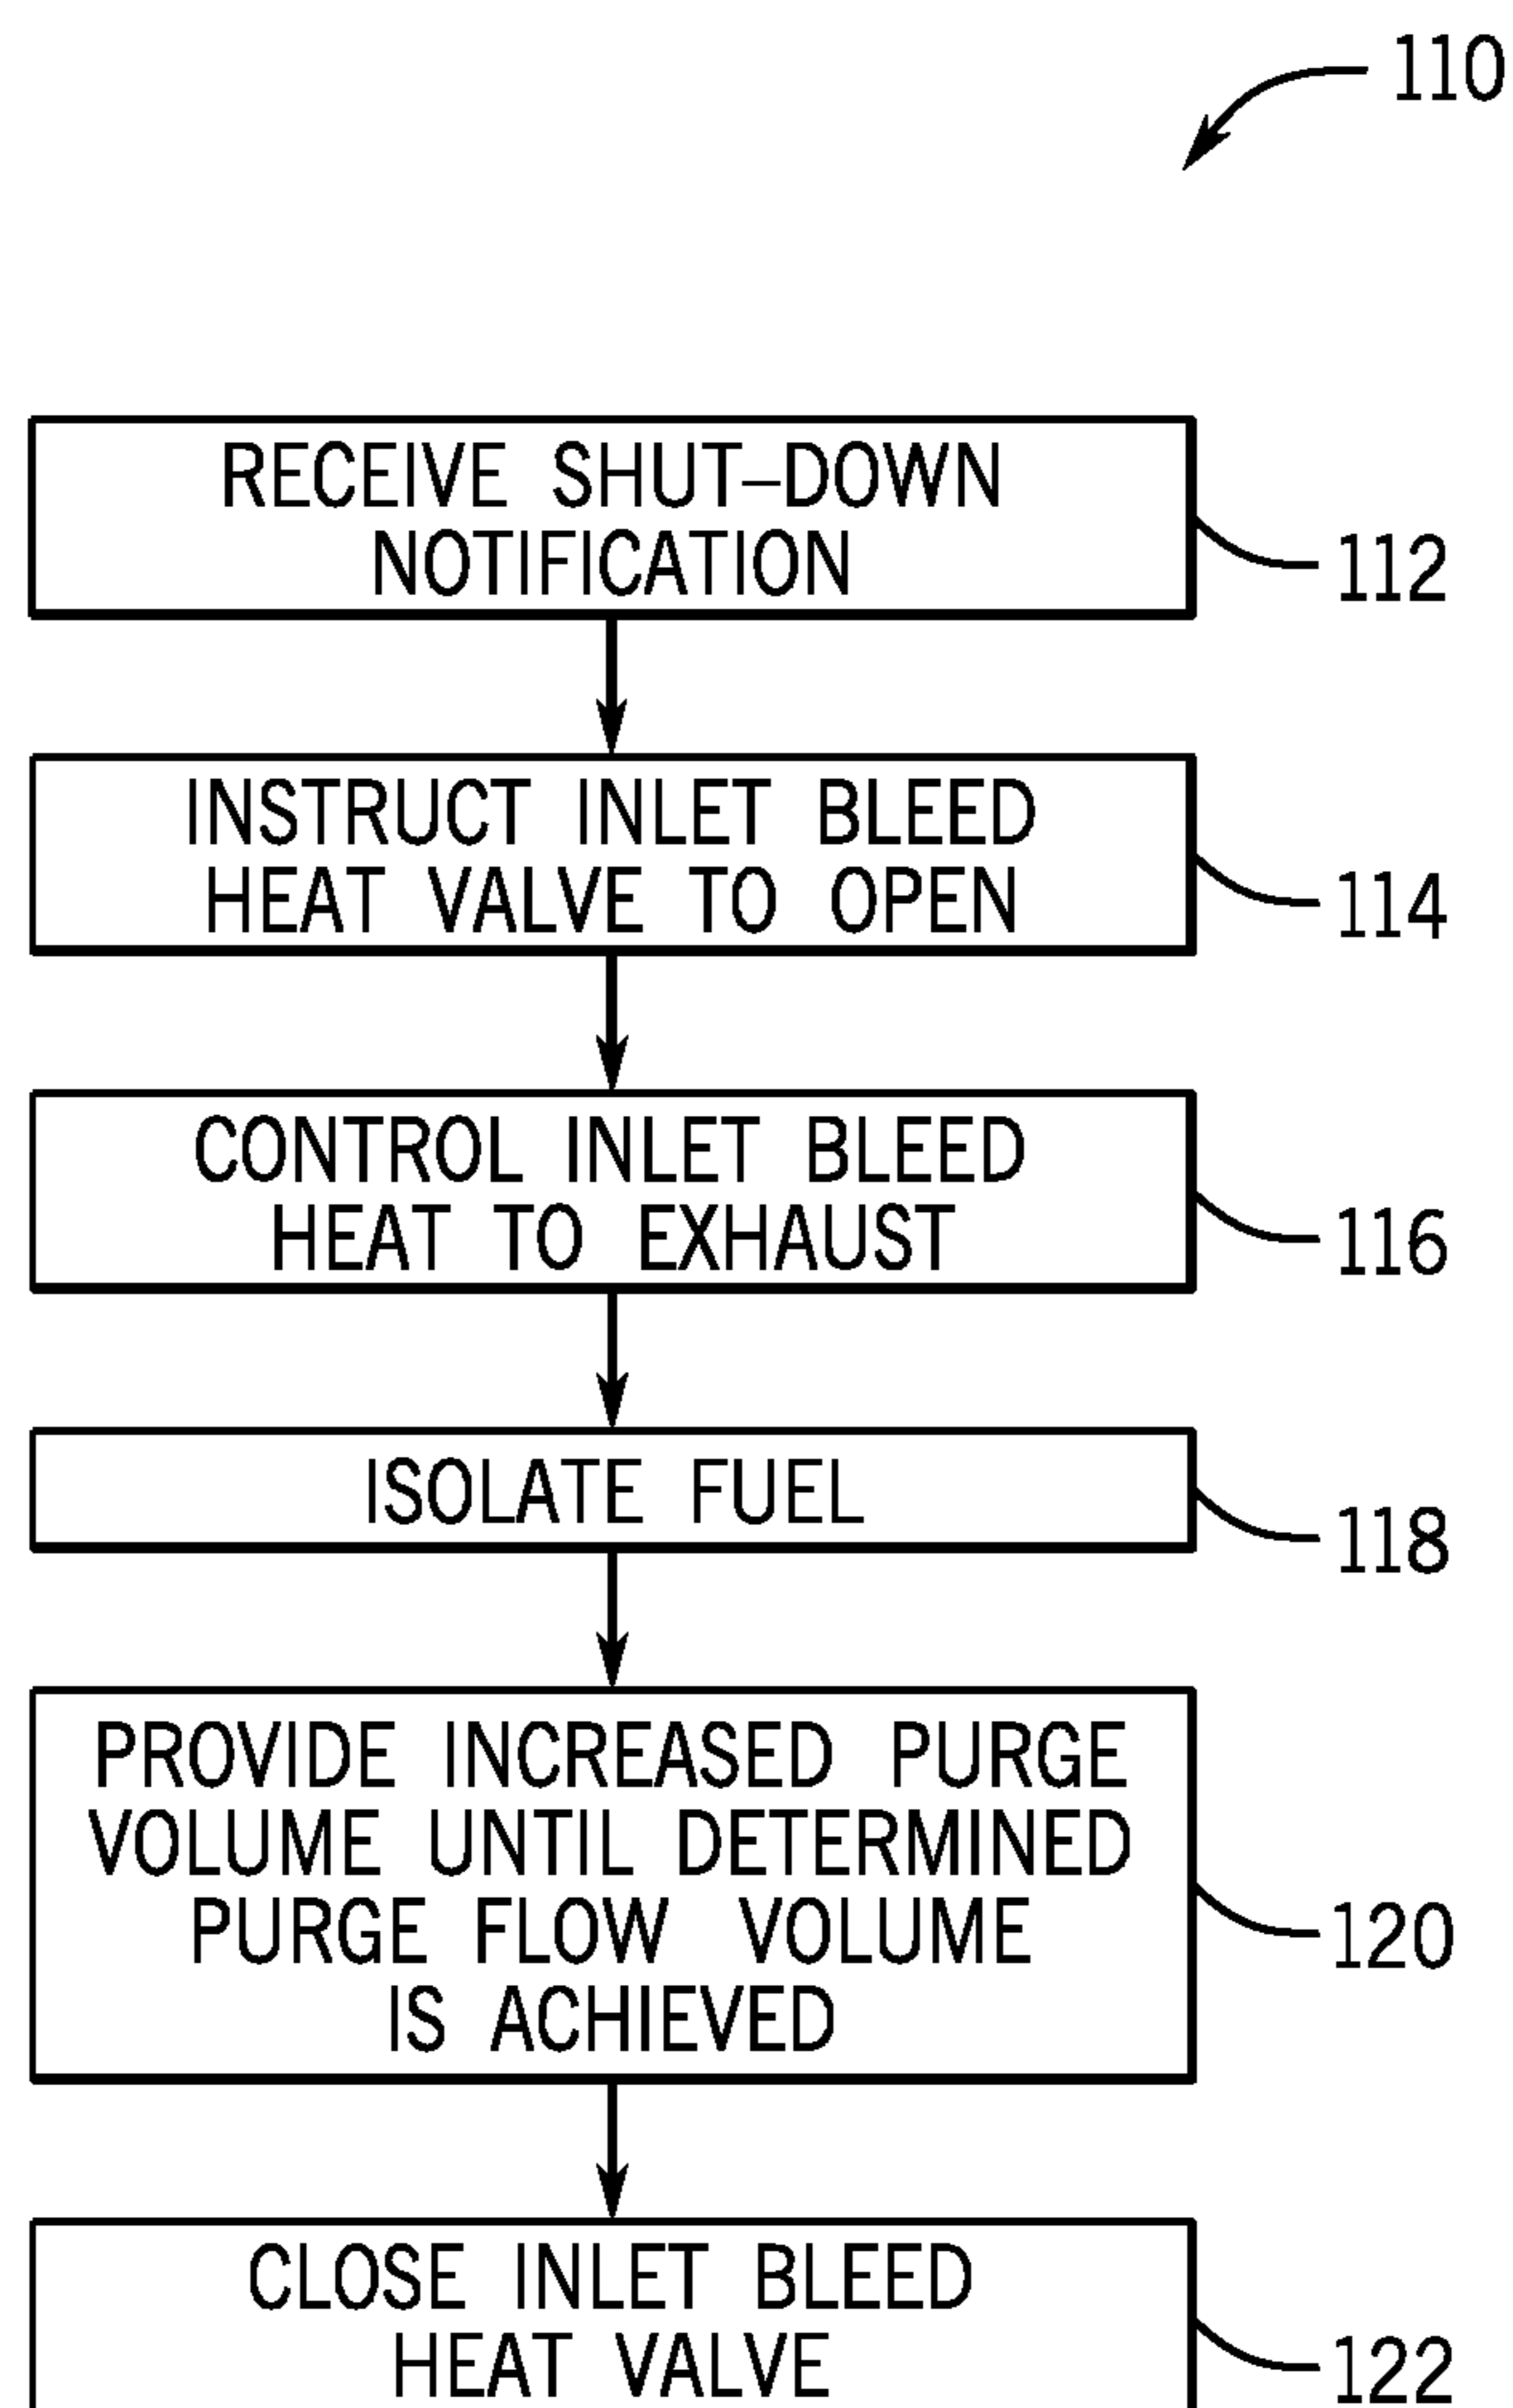 110
RECEIVE SHUT-DOWN
NOTIFICATION
112
INSTRUCT INLET BLEED
HEAT VALVE TO OPEN
114
CONTROL INLET BLEED
HEAT TO EXHAUST
116
ISOLATE FUEL
118
PROVIDE INCREASED PURGE
VOLUME UNTIL DETERMINED
PURGE FLOW VOLUME
IS ACHIEVED
120
CLOSE INLET BLEED
HEAT VALVE
122